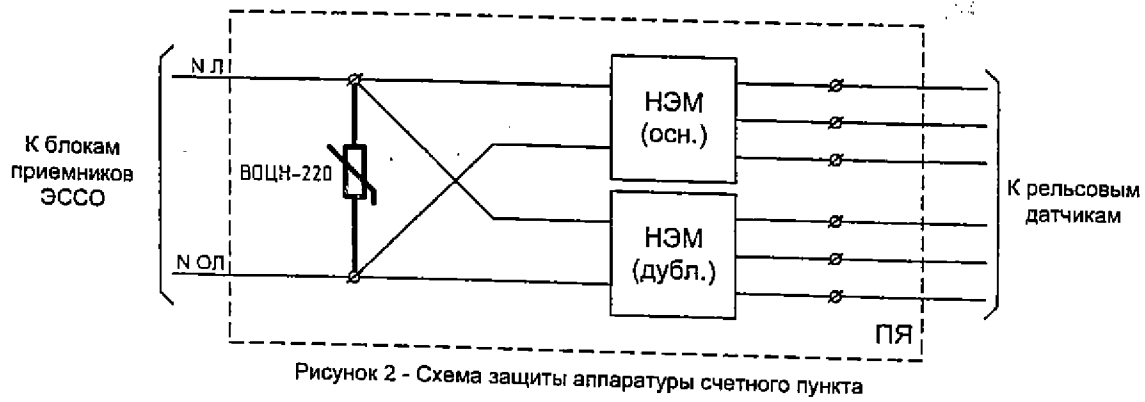 N Л
К блокам
приемников
ЭССО
ВОЦН-220
N ОЛ
НЭМ
(осн.)
НЭМ
(дубл.)
К рельсовым
датчикам
ПЯ
Рисунок 2 - Схема защиты аппаратуры счетного пункта